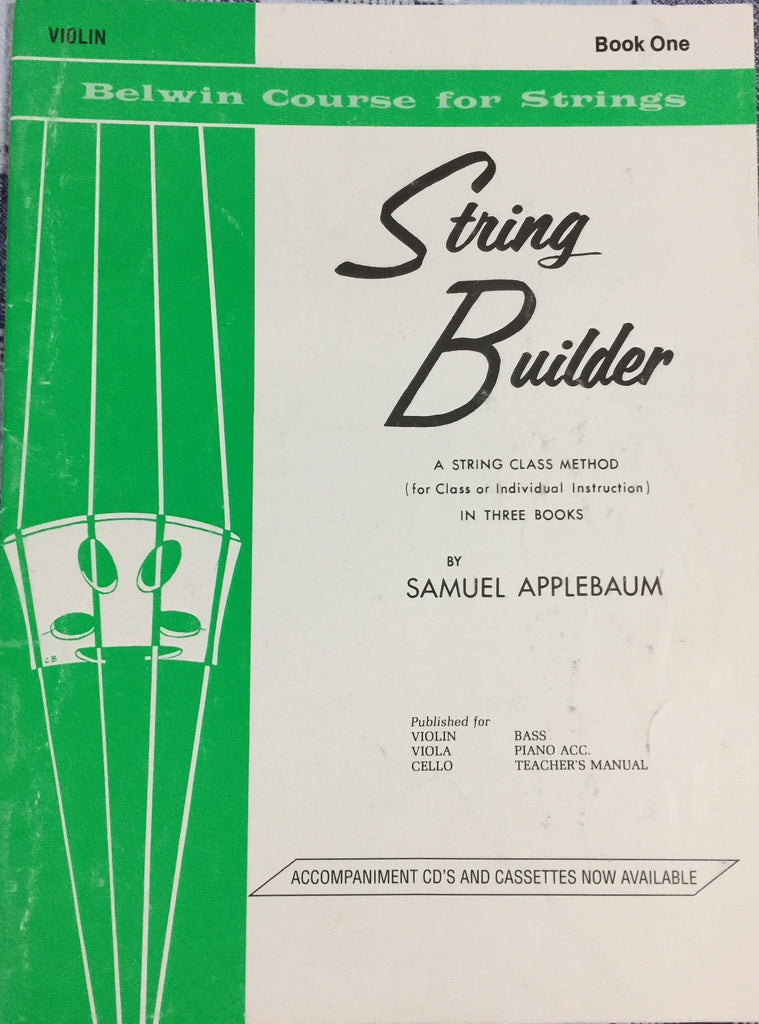 VIOLIN
Book One
Belwin Course for Strings
String
Builder
A STRING CLASS METHOD
(for Class or Individual Instruction)
IN THREE BOOKS
BY
SAMUEL APPLEBAUM
CB
Published for
VIOLIN BASS
VIOLA PIANO ACC.
CELLO TEACHER'S MANUAL
ACCOMPANIMENT CD'S AND CASSETTES NOW AVAILABLE